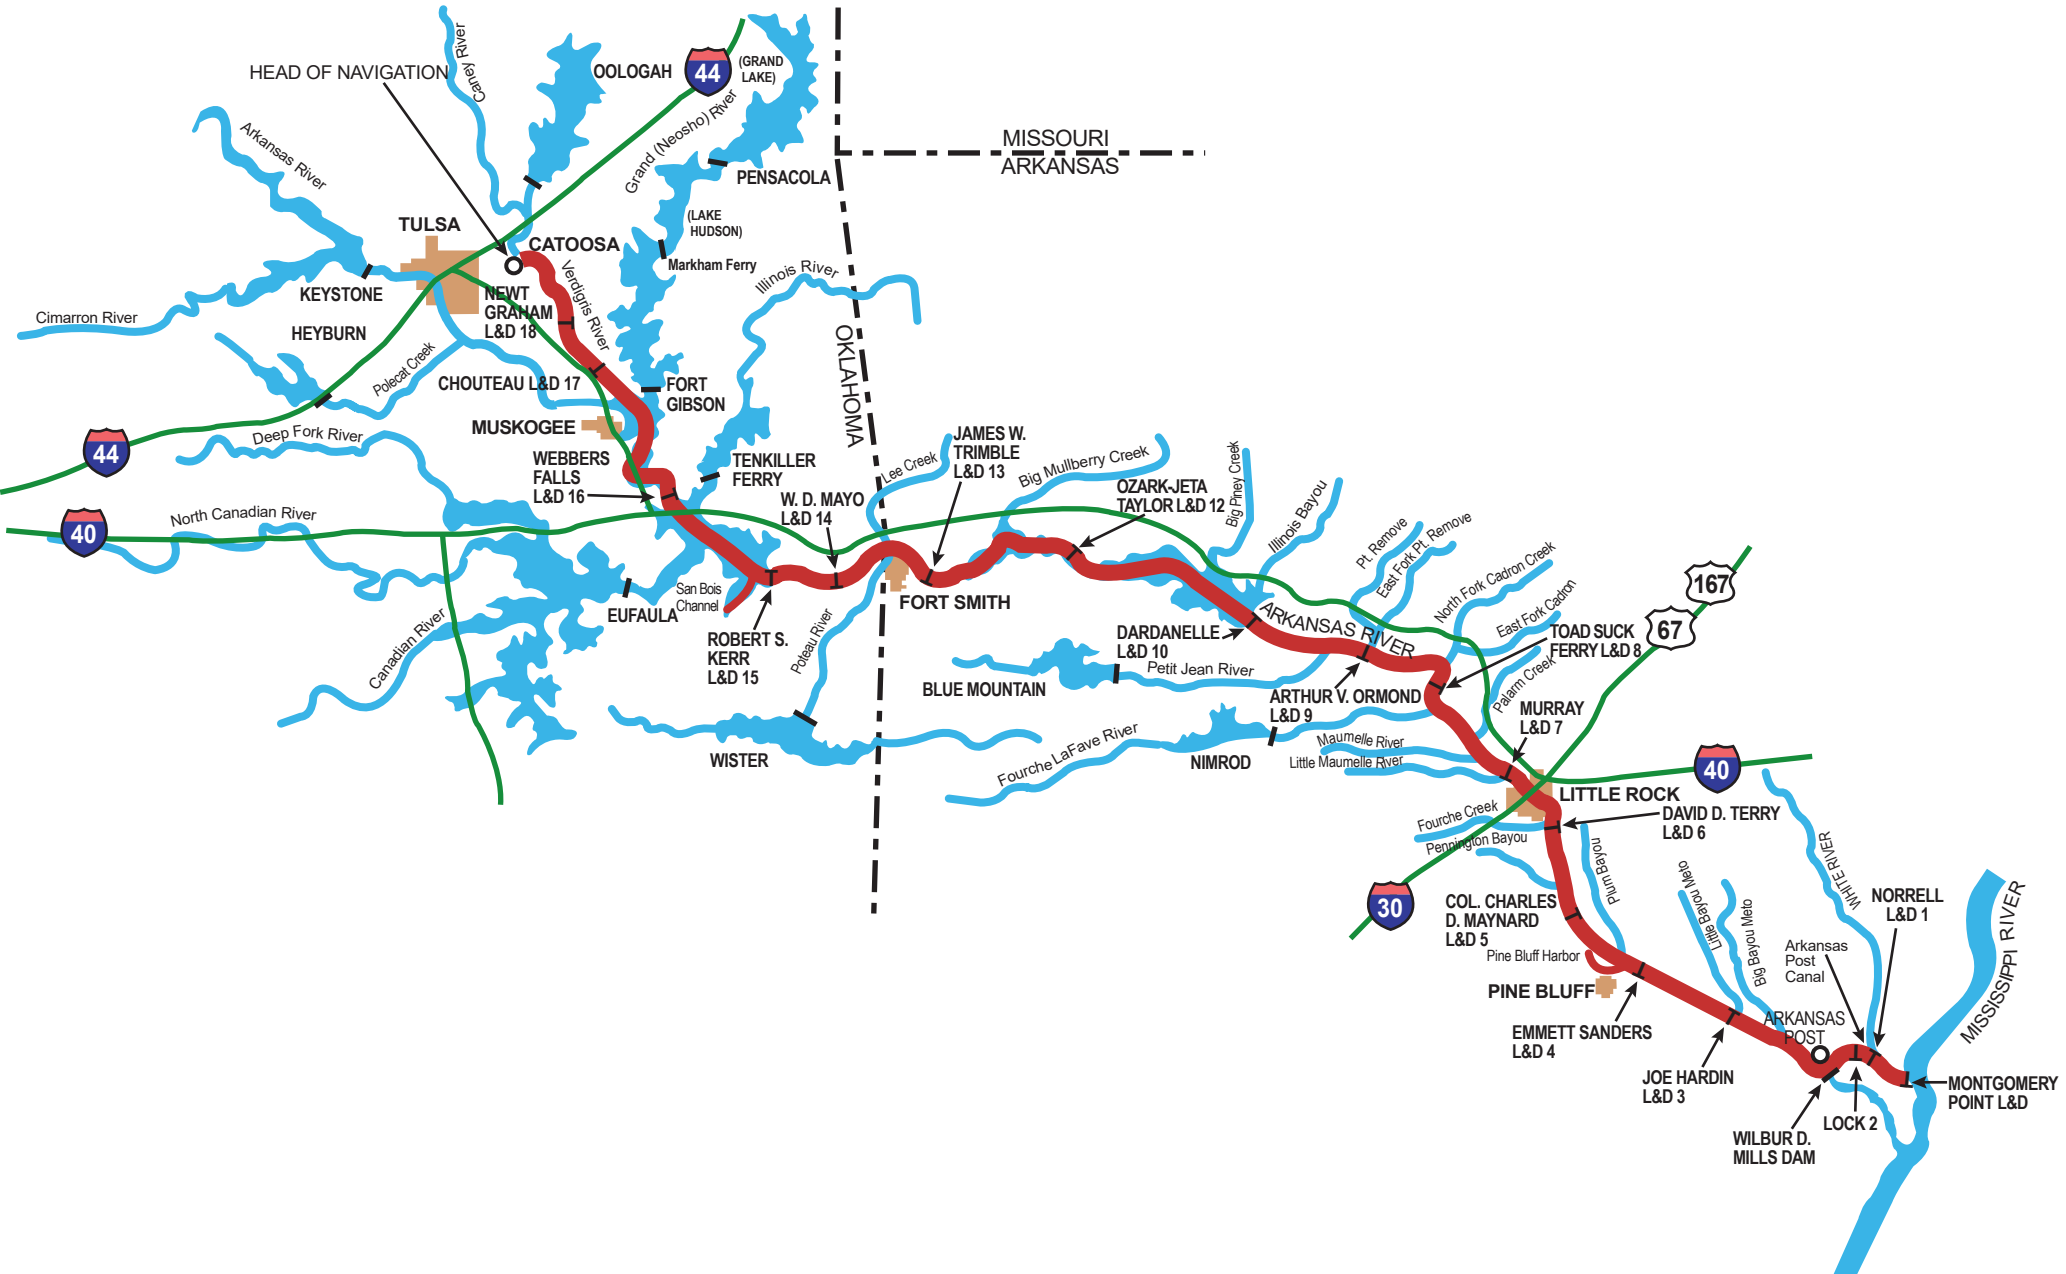 Caney River
HEAD OF NAVIGATION
OOLOGAH
44
(GRAND
LAKE)
Grand (Neosho) River
MISSOURI
ARKANSAS
Arkansas River
PENSACOLA
(LAKE
HUDSON)
TULSA
CATOOSA
Markham Ferry
Illinois River
Verdigris River
KEYSTONE
NEWT
GRAHAM
L&D 18
Cimarron River
HEYBURN
OKLAHOMA
Polecat Creek
CHOUTEAU L&D 17
FORT
GIBSON
MUSKOGEE
Deep Fork River
44
WEBBERS
FALLS
L&D 16
TENKILLER
FERRY
W. D. MAYO
L&D 14
Lee Creek
JAMES W.
TRIMBLE
L&D 13
Big Mullberry Creek
OZARK-JETA
TAYLOR L&D 12
Big Piney Creek
Illinois Bayou
Pt. Remove
East Fork Pt. Remove
North Fork Cadron Creek
East Fork Cadron
167
67
40
North Canadian River
San Bois
Channel
EUFAULA
FORT SMITH
Canadian River
ROBERT S.
KERR
L&D 15
Poteau River
ARKANSAS RIVER
DARDANELLE
L&D 10
TOAD SUCK
FERRY L&D 8
Palarm Creek
Petit Jean River
BLUE MOUNTAIN
ARTHUR V. ORMOND
L&D 9
MURRAY
L&D 7
WISTER
Fourche LaFave River
NIMROD
Maumelle River
Little Maumelle River
40
LITTLE ROCK
DAVID D. TERRY
L&D 6
Fourche Creek
Pennington Bayou
Plum Bayou
30
COL. CHARLES
D. MAYNARD
L&D 5
Pine Bluff Harbor
PINE BLUFF
Little Bayou Meto
Big Bayou Meto
WHITE RIVER
NORRELL
L&D 1
MISSISSIPPI RIVER
Arkansas
Post
Canal
ARKANSAS
POST
EMMETT SANDERS
L&D 4
JOE HARDIN
L&D 3
MONTGOMERY
POINT L&D
LOCK 2
WILBUR D.
MILLS DAM